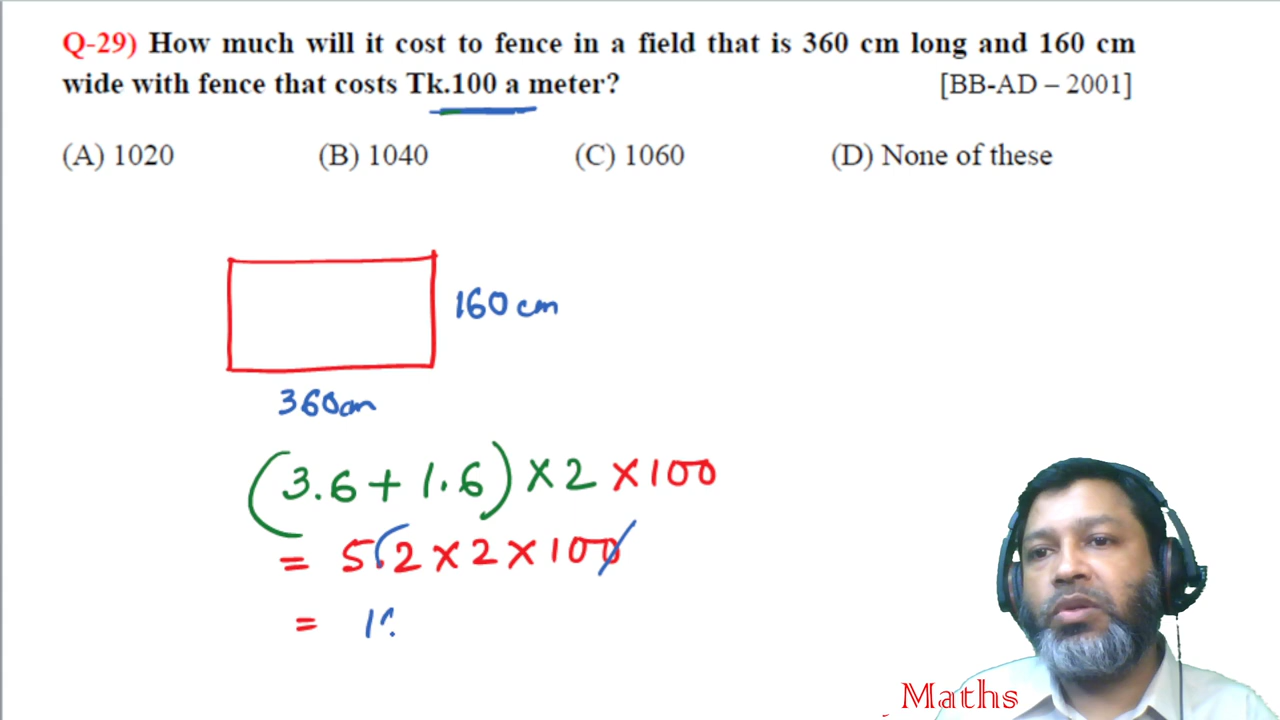 Q-29) How much will it cost to fence in a field that is 360 cm long and 160 cm
wide with fence that costs Tk.100 a meter? [BB-AD – 2001]
(A) 1020 (B) 1040 (C) 1060 (D) None of these
160 cm
360cm
(3.6 + 1.6) × 2 × 100
= 5.2 × 2 × 100
=
Maths